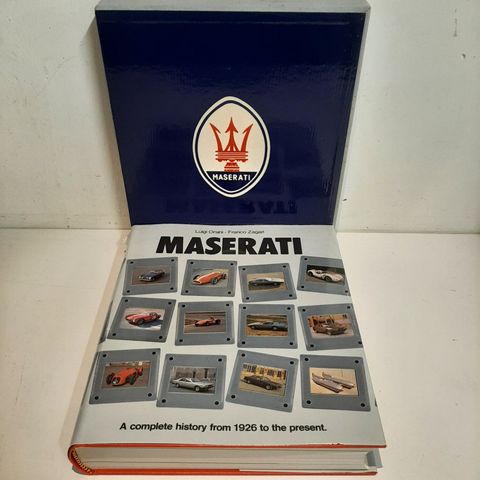 MASERATI
Luigi Orsini - Franco Zagari
MASERATI
A complete history from 1926 to the present.